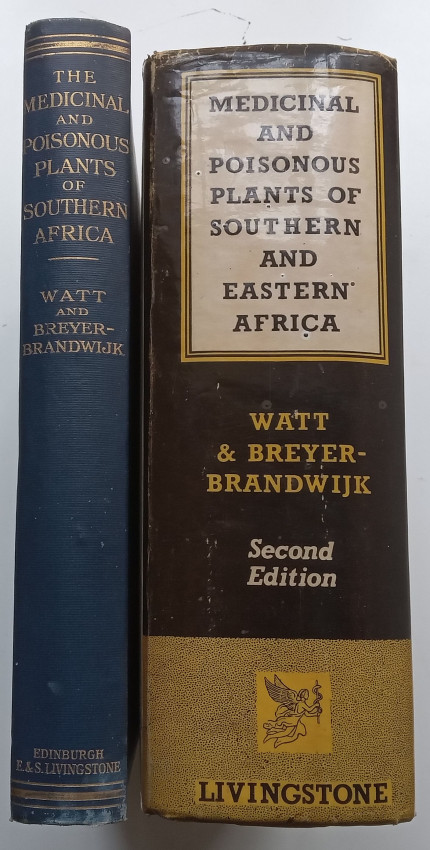 THE
MEDICINAL
AND
POISONOUS
PLANTS
OF
SOUTHERN
AFRICA
WATT
AND
BREYER-
BRANDWIJK
EDINBURGH
E. & S. LIVINGSTONE
MEDICINAL
AND
POISONOUS
PLANTS OF
SOUTHERN
AND
EASTERN
AFRICA
WATT
& BREYER-
BRANDWIJK
Second
Edition
LIVINGSTONE